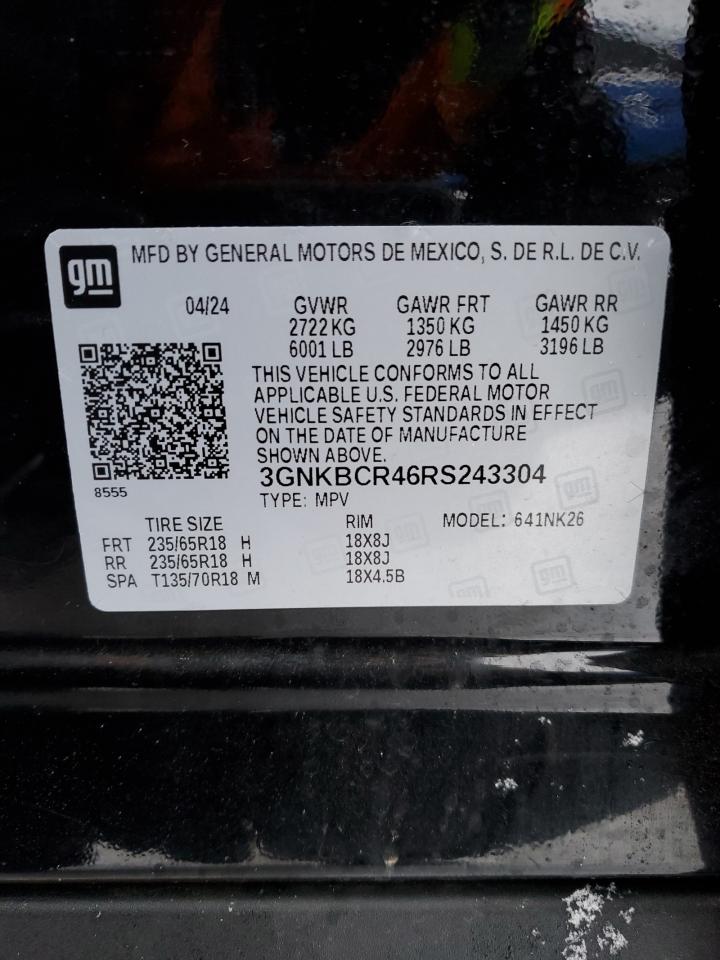 gm
MFD BY GENERAL MOTORS DE MEXICO, S. DE R.L. DE C.V.
04/24 GVWR GAWR FRT GAWR RR
2722 KG 1350 KG 1450 KG
6001 LB 2976 LB 3196 LB
THIS VEHICLE CONFORMS TO ALL
APPLICABLE U.S. FEDERAL MOTOR
VEHICLE SAFETY STANDARDS IN EFFECT
ON THE DATE OF MANUFACTURE
SHOWN ABOVE.
3GNKBCR46RS243304
8555
TYPE: MPV
TIRE SIZE RIM MODEL: 641NK26
FRT 235/65R18 H 18X8J
RR 235/65R18 H 18X8J
SPA T135/70R18 M 18X4.5B